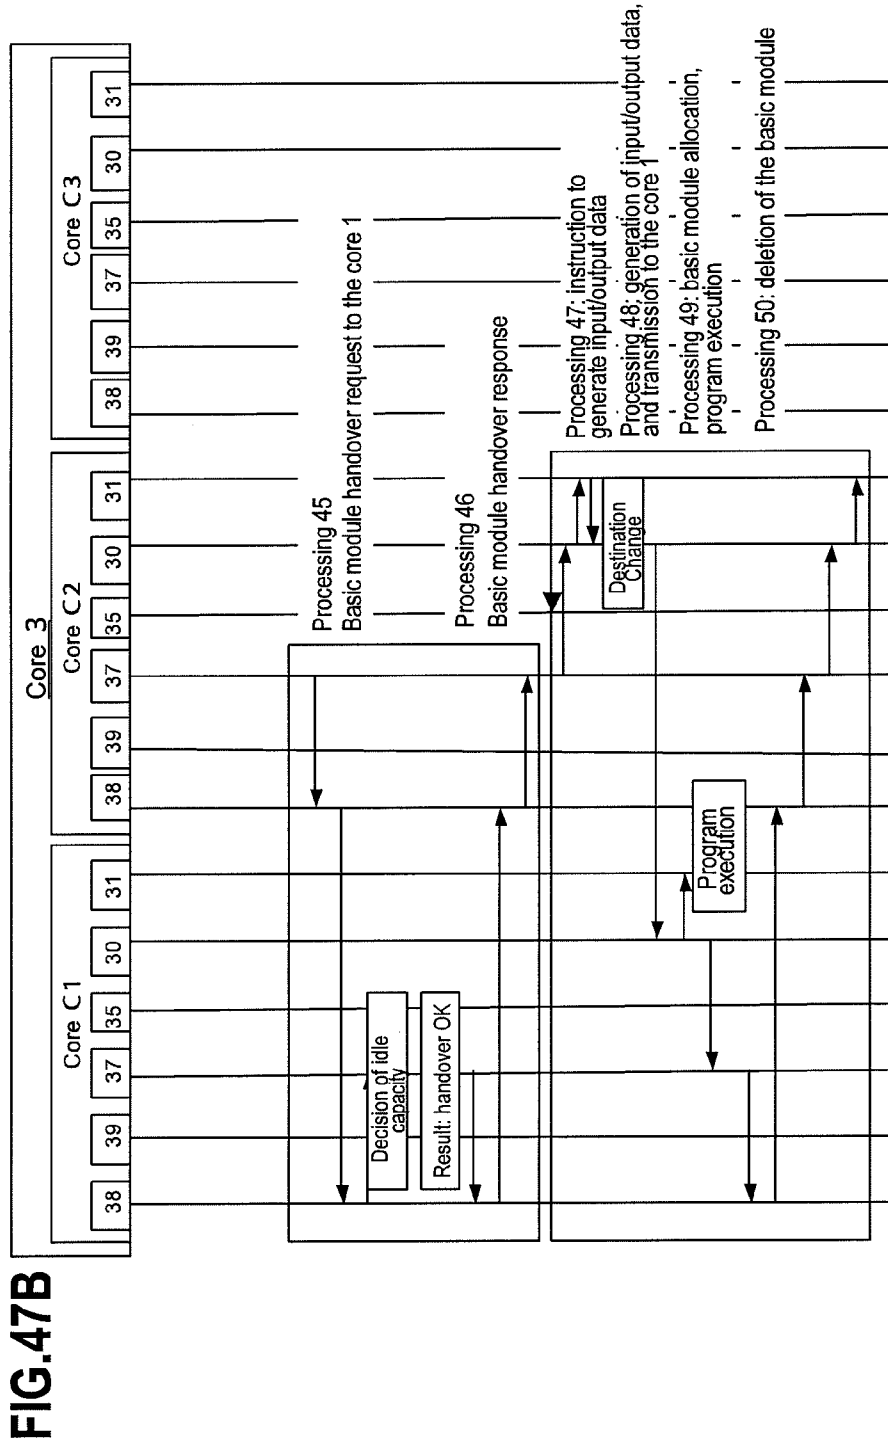 FIG.47B
Core 3
Core C1
Core C2
Core C3
38
39
37
35
30
31
38
39
37
35
30
31
38
39
37
35
30
31
Processing 45
Basic module handover request to the core 1
Decision of idle
capacity
Result: handover OK
Processing 46
Basic module handover response
Processing 47: instruction to
generate input/output data
Destination
Change
Processing 48: generation of input/output data,
and transmission to the core 1
Processing 49: basic module allocation,
program execution
Program
execution
Processing 50: deletion of the basic module